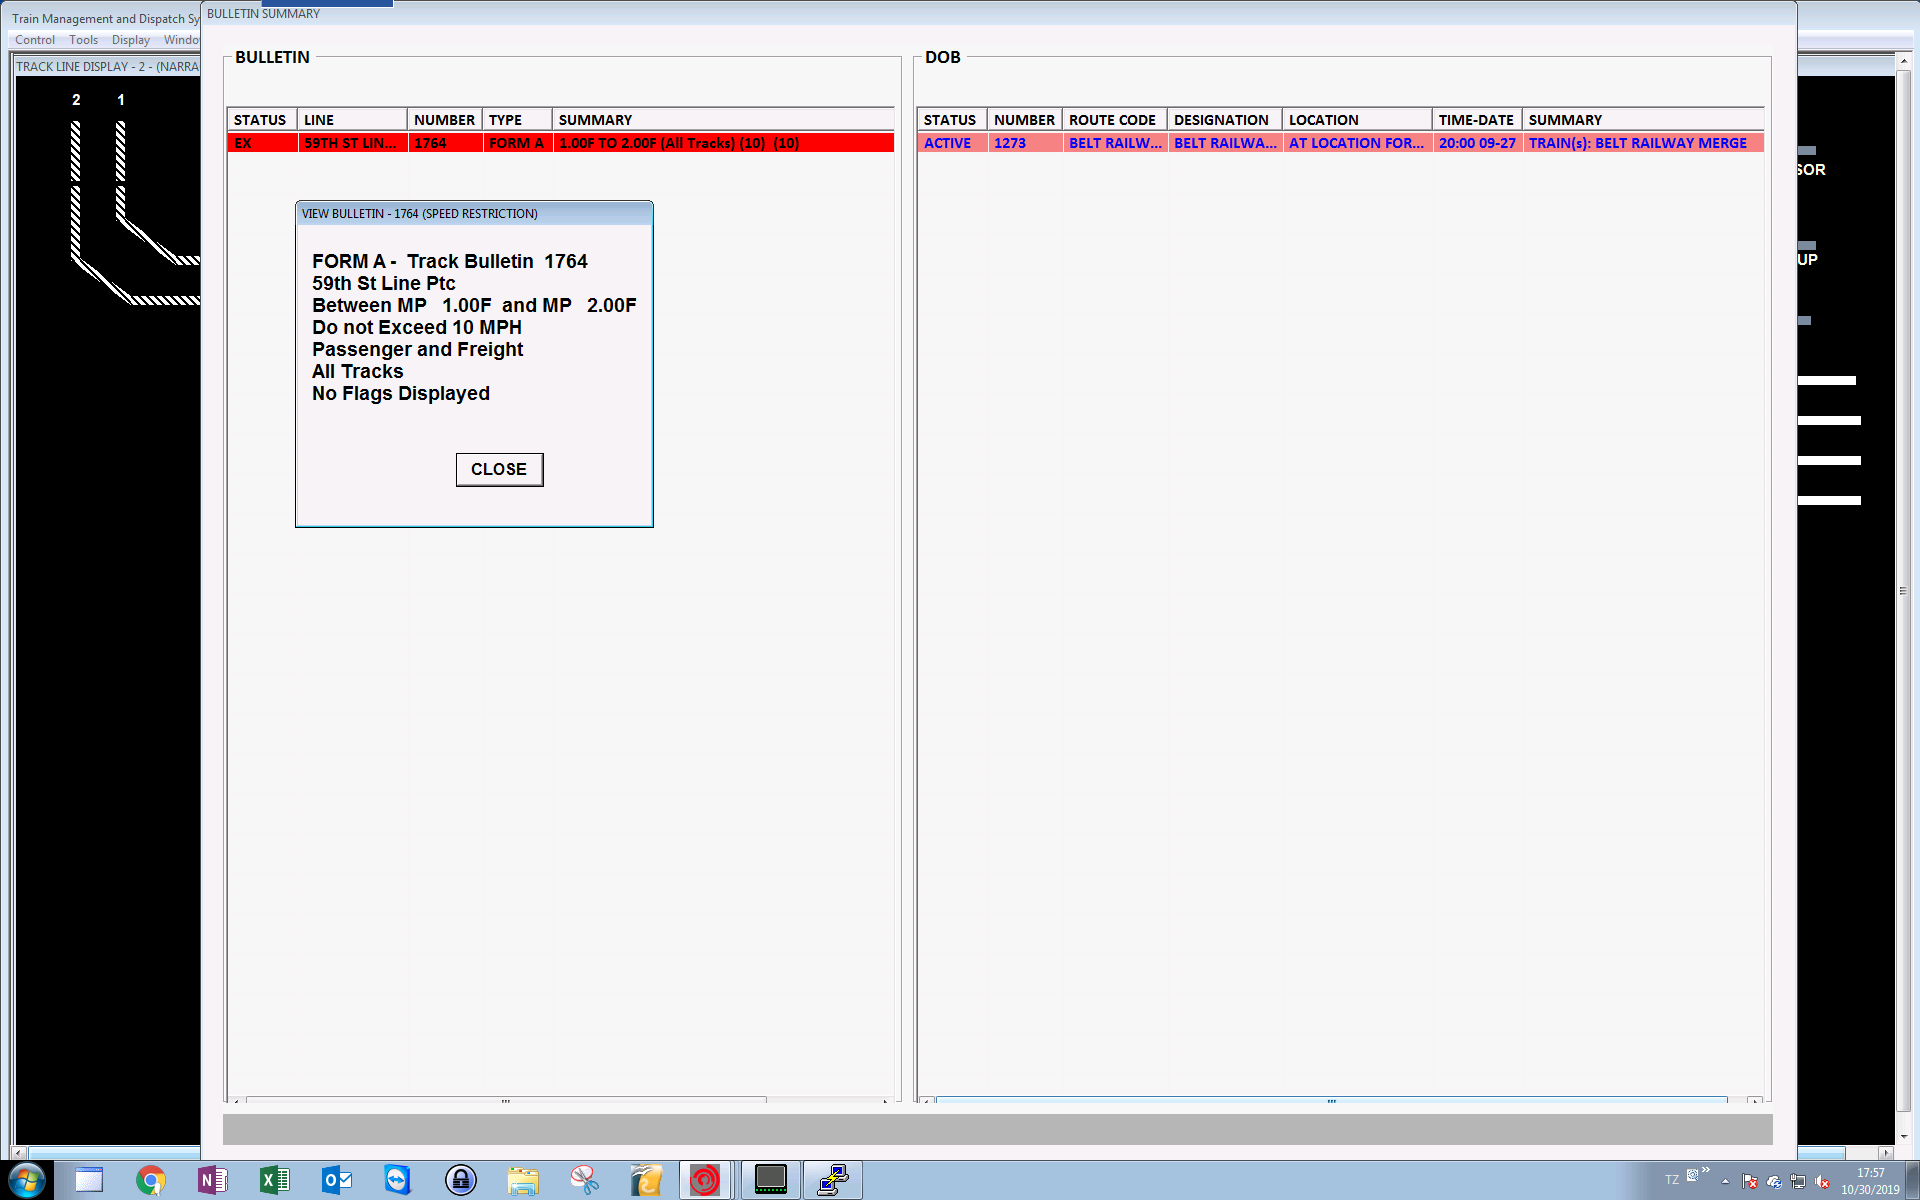 Train Management and Dispatch Sy
BULLETIN SUMMARY
Control Tools Display Windo
TRACK LINE DISPLAY - 2 - (NARRA
2 1
BULLETIN
STATUS LINE NUMBER TYPE SUMMARY
EX 59TH ST LIN... 1764 FORM A 1.00F TO 2.00F (All Tracks) (10) (10)
DOB
STATUS NUMBER ROUTE CODE DESIGNATION LOCATION TIME-DATE SUMMARY
ACTIVE 1273 BELT RAILW... BELT RAILWA... AT LOCATION FOR... 20:00 09-27 TRAIN(s): BELT RAILWAY MERGE
SOR
UP
VIEW BULLETIN - 1764 (SPEED RESTRICTION)
FORM A - Track Bulletin 1764
59th St Line Ptc
Between MP 1.00F and MP 2.00F
Do not Exceed 10 MPH
Passenger and Freight
All Tracks
No Flags Displayed
CLOSE
TZ
17:57
10/30/2019